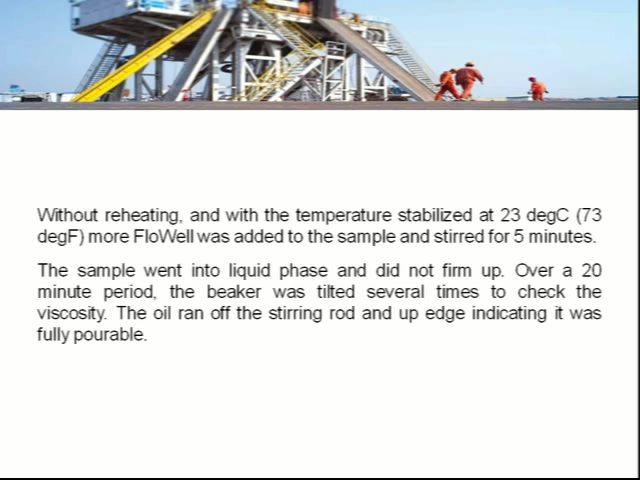 Without reheating, and with the temperature stabilized at 23 degC (73
degF) more FloWell was added to the sample and stirred for 5 minutes.
The sample went into liquid phase and did not firm up. Over a 20
minute period, the beaker was tilted several times to check the
viscosity. The oil ran off the stirring rod and up edge indicating it was
fully pourable.